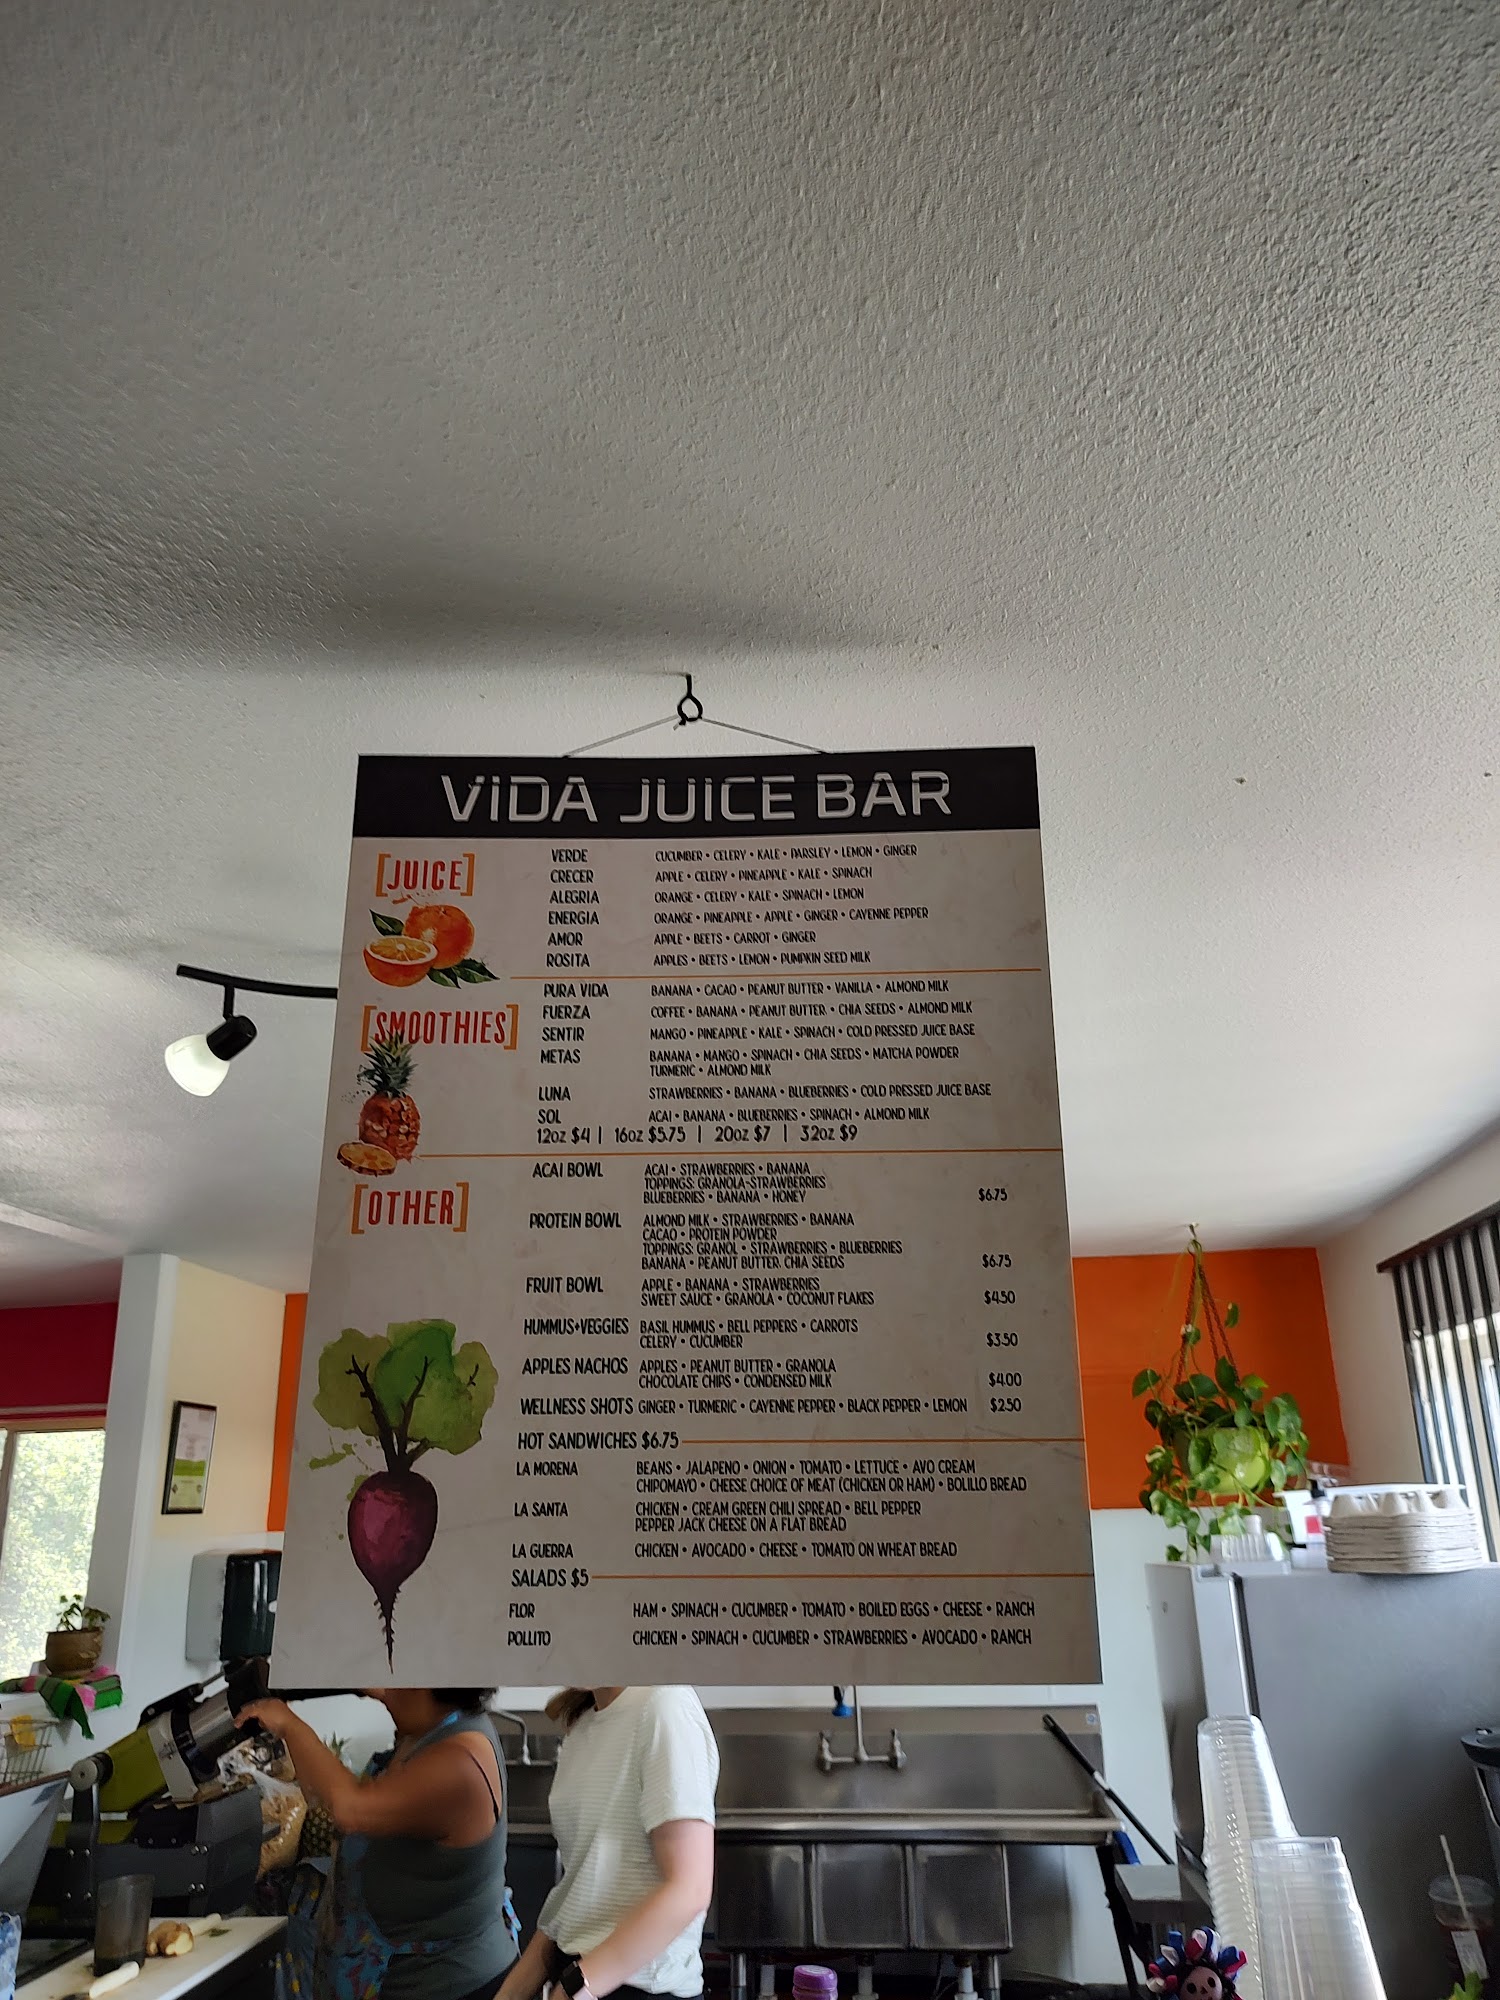 VIDA JUICE BAR
[JUICE]
VERDE CUCUMBER • CELERY • KALE • PARSLEY • LEMON • GINGER
CRECER APPLE • CELERY • PINEAPPLE • KALE • SPINACH
ALEGRIA ORANGE • CELERY • KALE • SPINACH • LEMON
ENERGIA ORANGE • PINEAPPLE • APPLE • GINGER • CAYENNE PEPPER
AMOR APPLE • BEETS • CARROT • GINGER
ROSITA APPLES • BEETS • LEMON • PUMPKIN SEED MILK
[SMOOTHIES]
PURA VIDA BANANA • CACAO • PEANUT BUTTER • VANILLA • ALMOND MILK
FUERZA COFFEE • BANANA • PEANUT BUTTER • CHIA SEEDS • ALMOND MILK
SENTIR MANGO • PINEAPPLE • KALE • SPINACH • COLD PRESSED JUICE BASE
METAS BANANA • MANGO • SPINACH • CHIA SEEDS • MATCHA POWDER
TURMERIC • ALMOND MILK
LUNA STRAWBERRIES • BANANA • BLUEBERRIES • COLD PRESSED JUICE BASE
SOL ACAI • BANANA • BLUEBERRIES • SPINACH • ALMOND MILK
12oz $4 | 16oz $5.75 | 20oz $7 | 32oz $9
[OTHER]
ACAI BOWL ACAI • STRAWBERRIES • BANANA
TOPPINGS: GRANOLA-STRAWBERRIES
BLUEBERRIES • BANANA • HONEY $6.75
PROTEIN BOWL ALMOND MILK • STRAWBERRIES • BANANA
CACAO • PROTEIN POWDER
TOPPINGS: GRANOL • STRAWBERRIES • BLUEBERRIES
BANANA • PEANUT BUTTER, CHIA SEEDS $6.75
FRUIT BOWL APPLE • BANANA • STRAWBERRIES
SWEET SAUCE • GRANOLA • COCONUT FLAKES $4.50
HUMMUS+VEGGIES BASIL HUMMUS • BELL PEPPERS • CARROTS
CELERY • CUCUMBER $3.50
APPLES NACHOS APPLES • PEANUT BUTTER • GRANOLA
CHOCOLATE CHIPS • CONDENSED MILK $4.00
WELLNESS SHOTS GINGER • TURMERIC • CAYENNE PEPPER • BLACK PEPPER • LEMON $2.50
HOT SANDWICHES $6.75
LA MORENA BEANS • JALAPENO • ONION • TOMATO • LETTUCE • AVO CREAM
CHIPOMAYO • CHEESE CHOICE OF MEAT (CHICKEN OR HAM) • BOLILLO BREAD
LA SANTA CHICKEN • CREAM GREEN CHILI SPREAD • BELL PEPPER
PEPPER JACK CHEESE ON A FLAT BREAD
LA GUERRA CHICKEN • AVOCADO • CHEESE • TOMATO ON WHEAT BREAD
SALADS $5
FLOR HAM • SPINACH • CUCUMBER • TOMATO • BOILED EGGS • CHEESE • RANCH
POLLITO CHICKEN • SPINACH • CUCUMBER • STRAWBERRIES • AVOCADO • RANCH